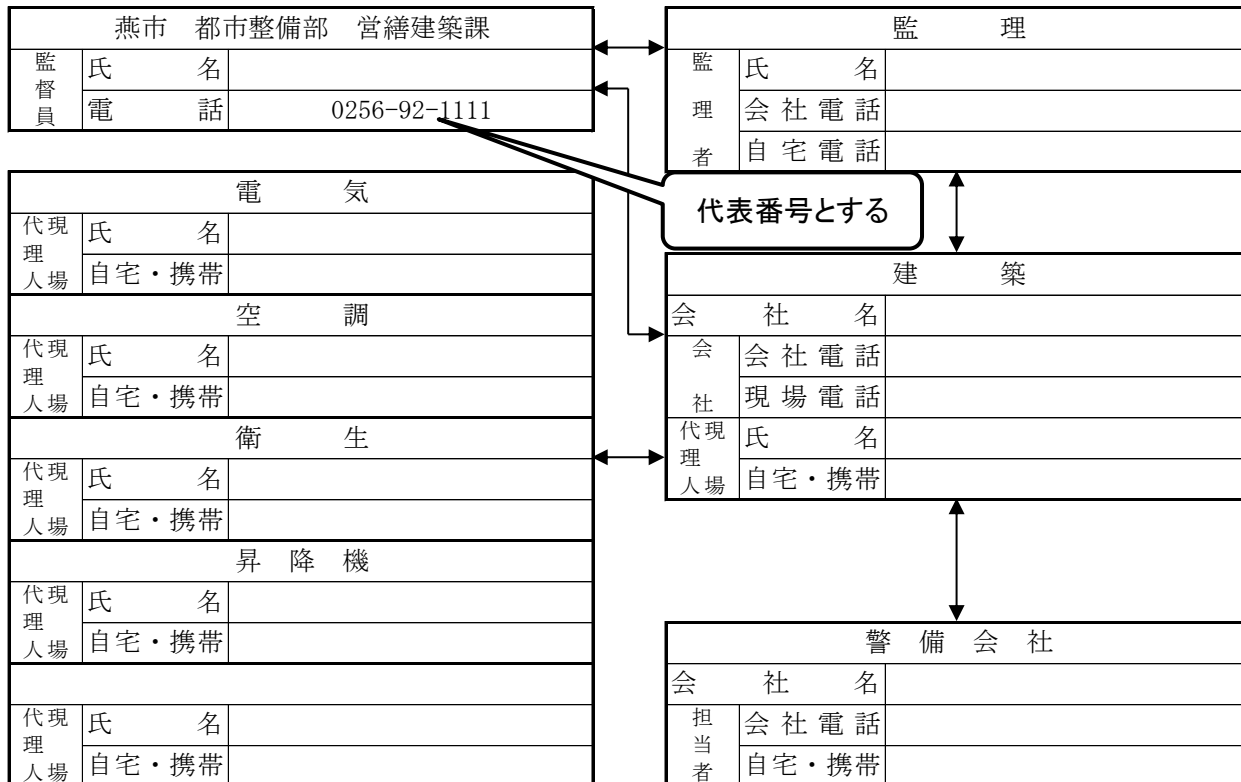 燕市 都市整備部 営繕建築課
監督員
氏名
電話 0256-92-1111
監理
監理者
氏名
会社電話
自宅電話
代表番号とする
電気
現場代理人
氏名
自宅・携帯
空調
現場代理人
氏名
自宅・携帯
衛生
現場代理人
氏名
自宅・携帯
昇降機
現場代理人
氏名
自宅・携帯
現場代理人
氏名
自宅・携帯
建築
会社名
会社
会社電話
現場電話
現場代理人
氏名
自宅・携帯
警備会社
会社名
担当者
会社電話
自宅・携帯